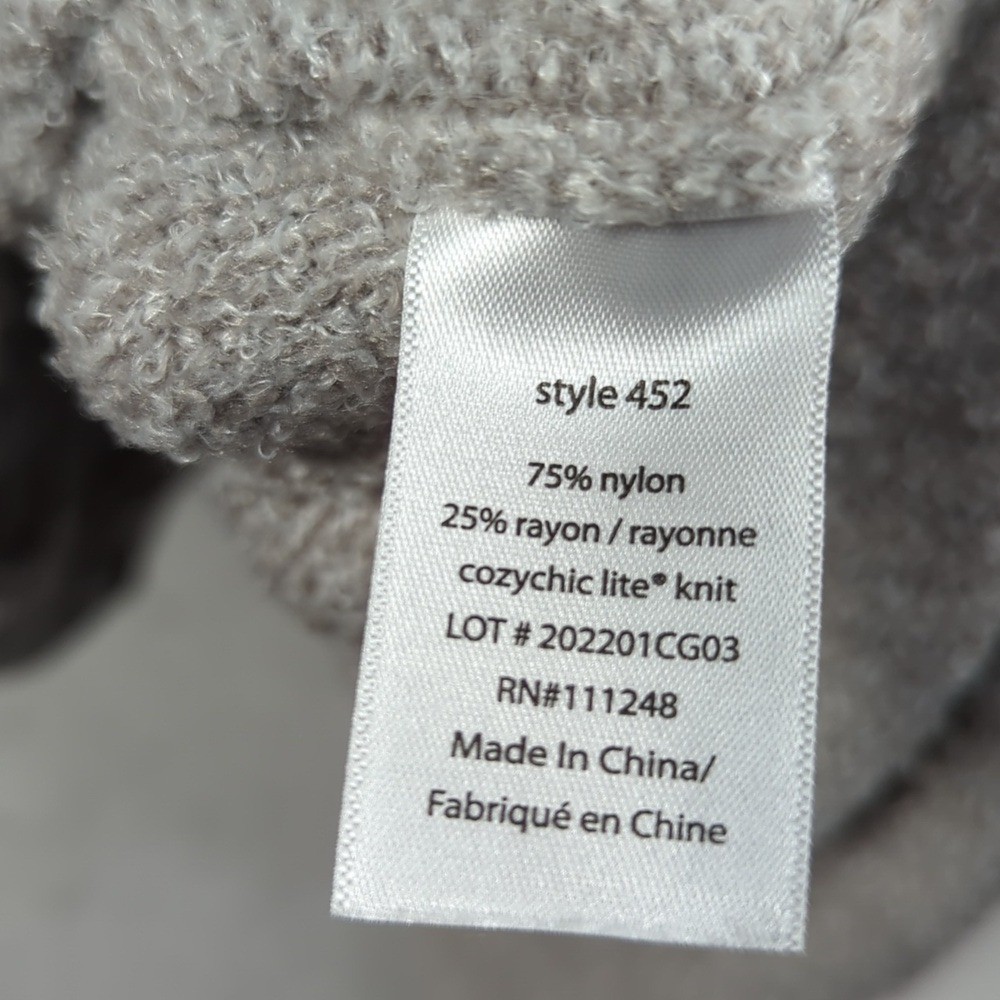 style 452
75% nylon
25% rayon / rayonne
cozychic lite® knit
LOT # 202201CG03
RN#111248
Made In China/
Fabriqué en Chine